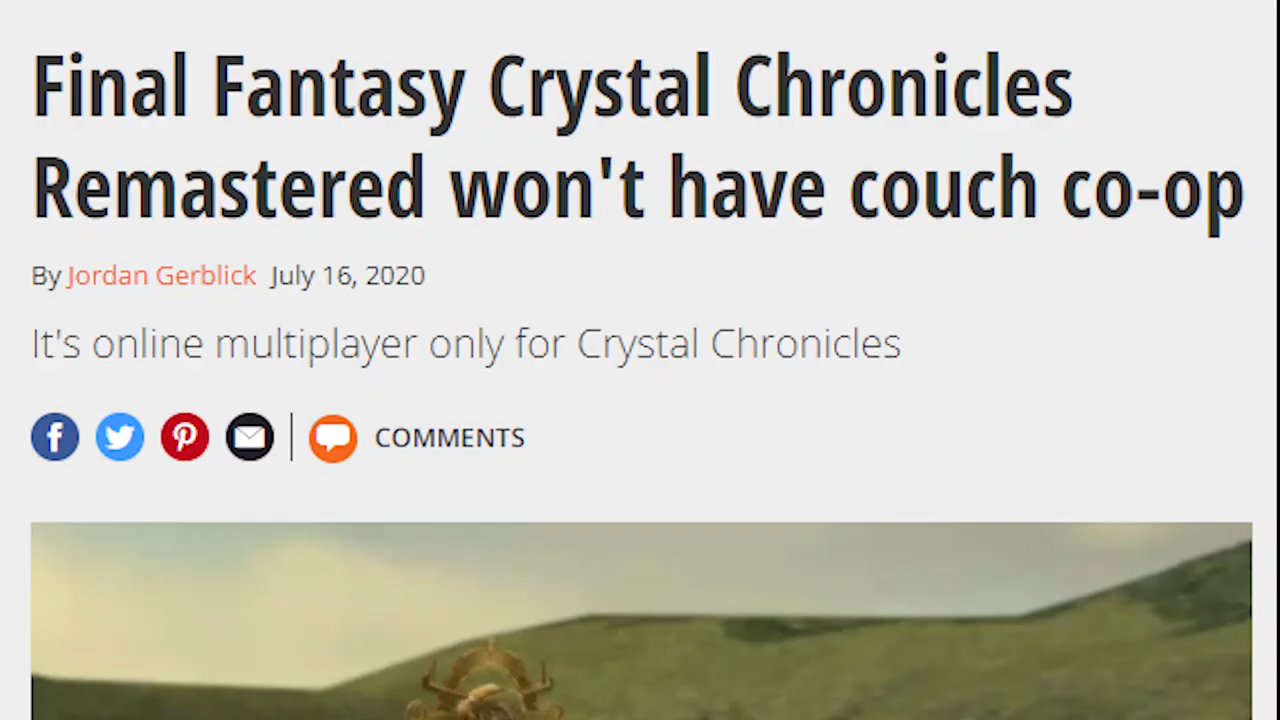 Final Fantasy Crystal Chronicles
Remastered won't have couch co-op
By Jordan Gerblick July 16, 2020
It's online multiplayer only for Crystal Chronicles
COMMENTS